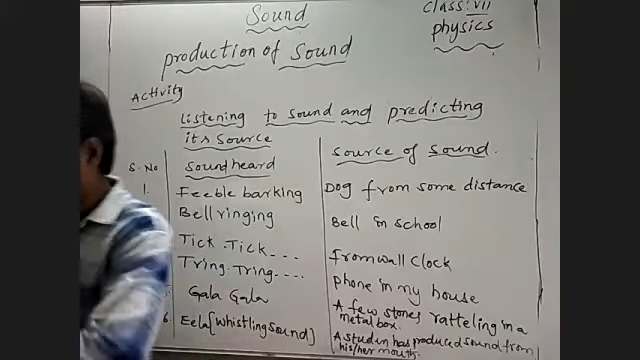 Sound
Class: VII
physics
production of Sound
Activity
listening to sound and predicting
its source
S.No
sound heard
source of sound.
1.
Feeble barking
Dog from some distance
Bell ringing
Bell in school
Tick.Tick...
from wall clock
Tring.Tring....
phone in my house
Gala Gala
A few stones ratteling in a
metal box.
6.
Eela[whistling sound]
A studen has produced sound from
his/her mouth.